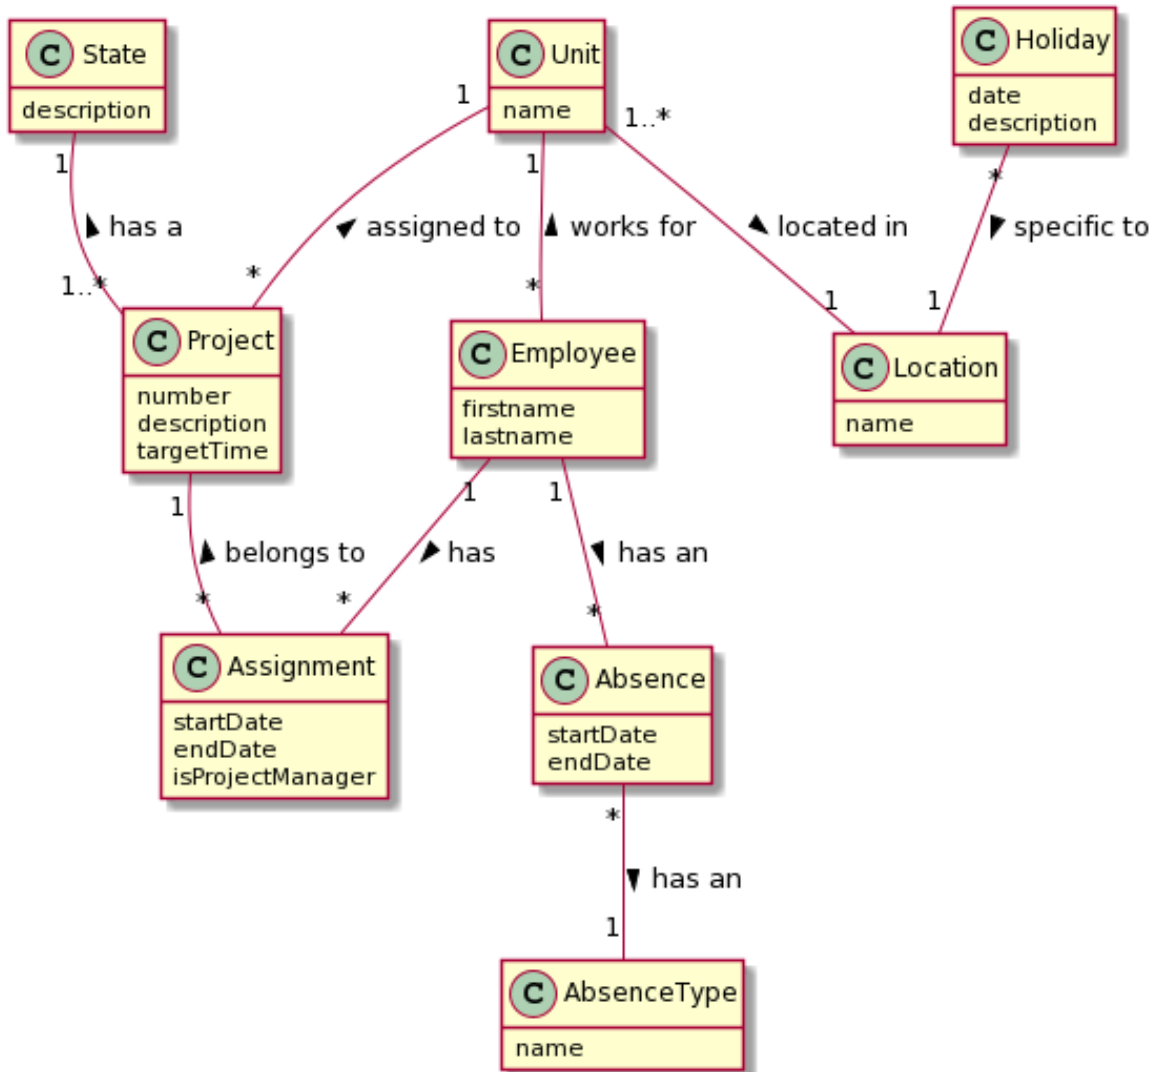 C State
description
C Unit
name
C Holiday
date
description
1
1..*
1
1
*
has a
assigned to
works for
located in
specific to
1..*
*
*
1
1
C Project
number
description
targetTime
C Employee
firstname
lastname
C Location
name
1
1
1
belongs to
has
has an
*
*
*
C Assignment
startDate
endDate
isProjectManager
C Absence
startDate
endDate
*
has an
1
C AbsenceType
name